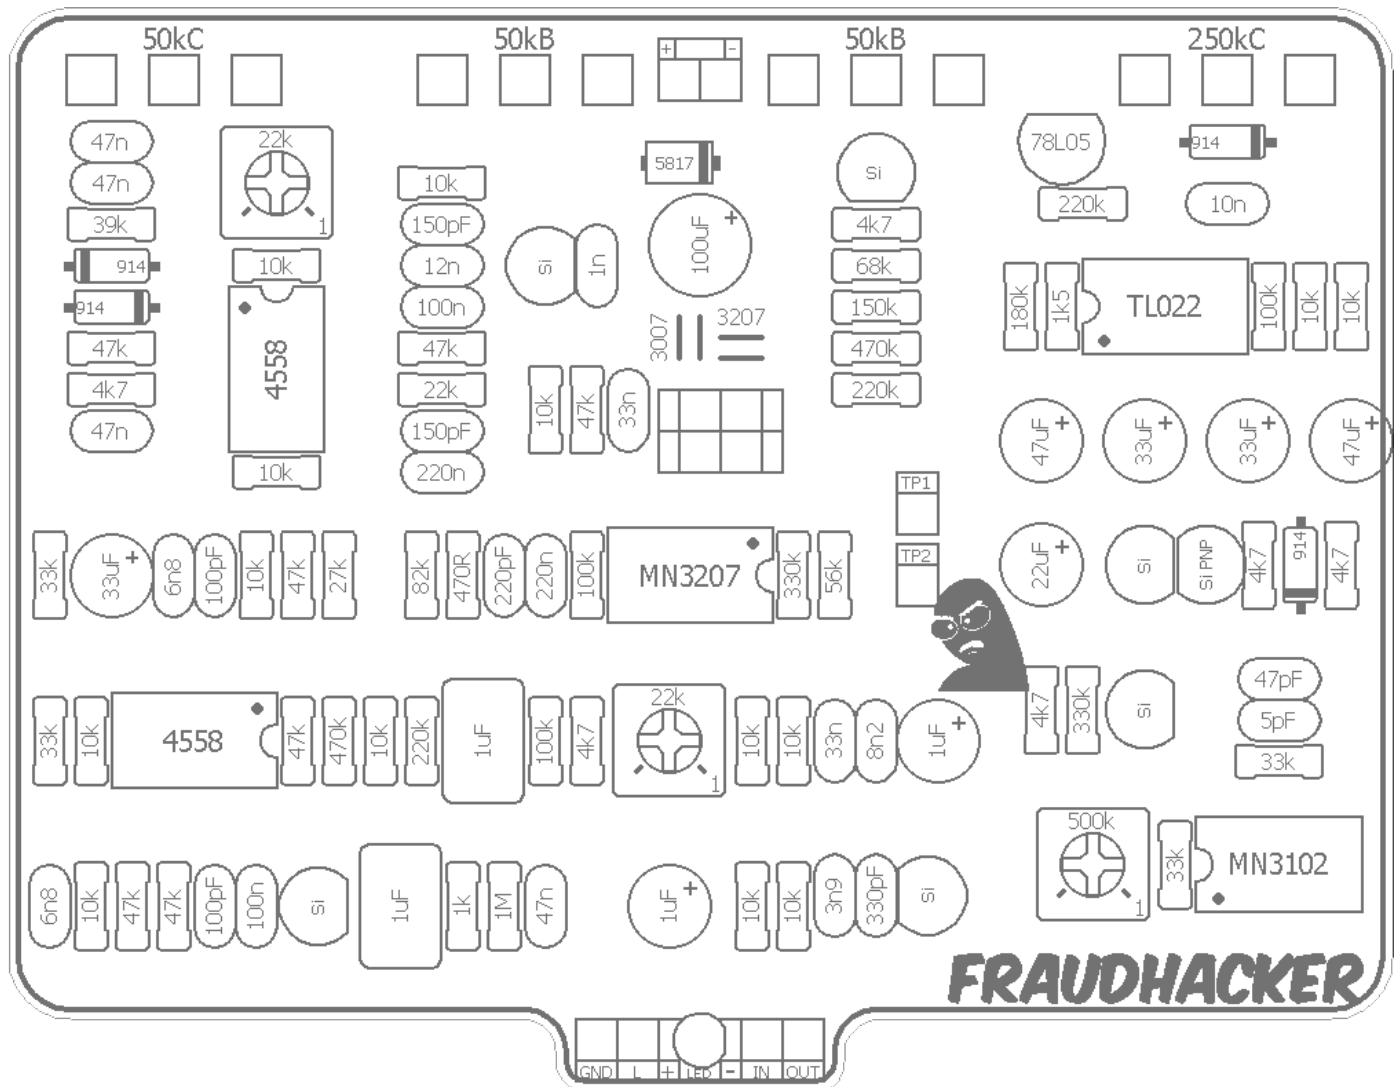 50kC
50kB
50kB
250kC
+ -
47n
22k
1
5817
si
78L05
914
47n
10k
220k
10n
39k
150pF
100uF
+
4k7
914
10k
12n
si
1n
68k
180k
1k5
TL022
100k
10k
10k
914
100n
3007
3207
150k
47k
4558
47k
470k
4k7
22k
10k
47k
33n
220k
47n
150pF
47uF
+
33uF
+
33uF
+
47uF
+
10k
220n
TP1
33k
33uF
+
6n8
100pF
10k
47k
27k
82k
470R
220pF
220n
100k
MN3207
330k
56k
TP2
22uF
+
si
si PNP
4k7
914
4k7
33k
10k
4558
47k
470k
10k
220k
1uF
100k
4k7
22k
1
10k
10k
33n
8n2
1uF
+
4k7
330k
si
47pF
5pF
33k
500k
1
33k
MN3102
6n8
10k
47k
47k
100pF
100n
si
1uF
1k
1M
47n
1uF
+
10k
10k
3n9
330pF
si
FRAUDHACKER
GND L + LED - IN OUT